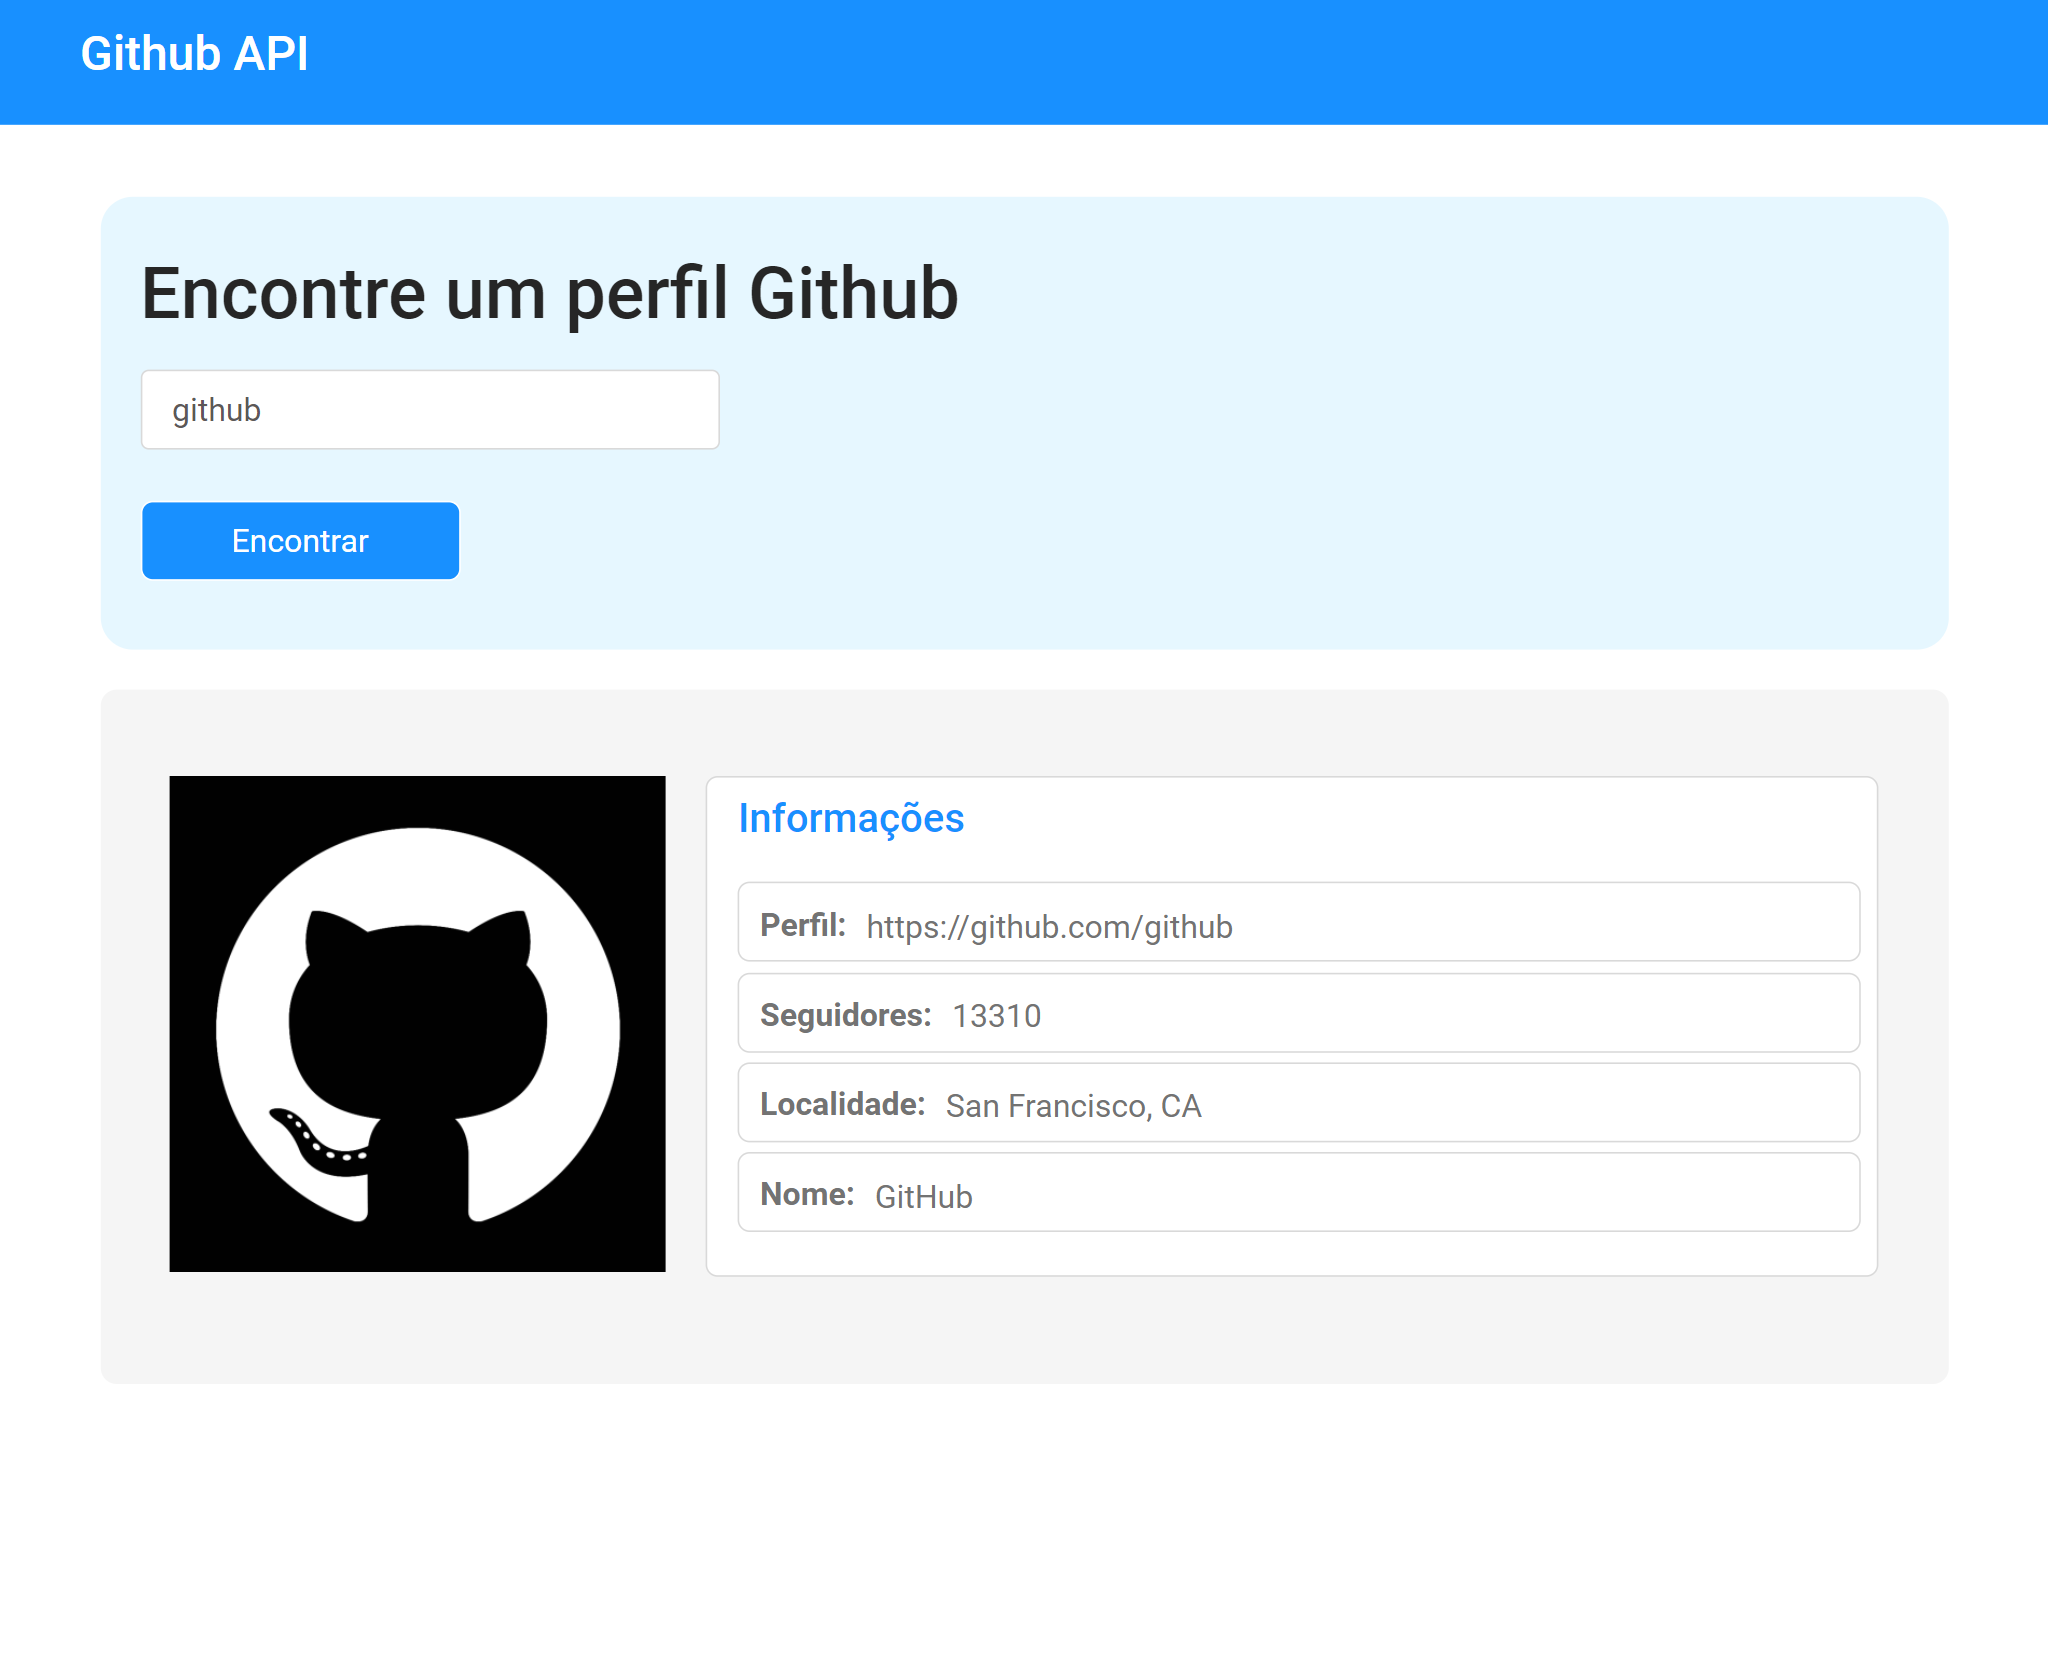 Github API
Encontre um perfil Github
github
Encontrar
Informações
Perfil: https://github.com/github
Seguidores: 13310
Localidade: San Francisco, CA
Nome: GitHub